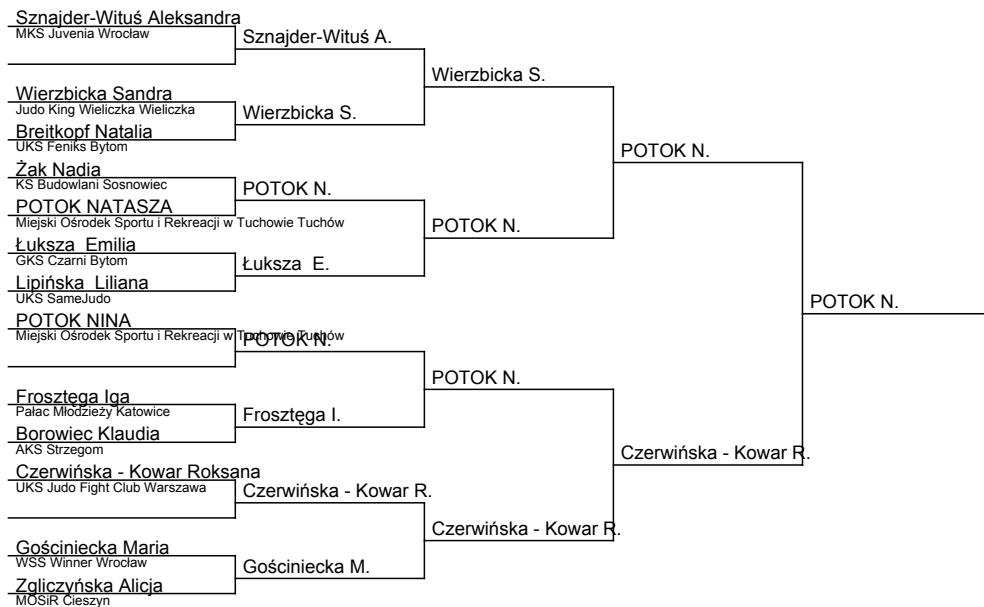 Sznajder-Wituś Aleksandra
MKS Juvenia Wrocław
Sznajder-Wituś A.
Wierzbicka S.
Wierzbicka Sandra
Judo King Wieliczka Wieliczka
Wierzbicka S.
Breitkopf Natalia
UKS Feniks Bytom
POTOK N.
Żak Nadia
KS Budowlani Sosnowiec
POTOK N.
POTOK NATASZA
Miejski Ośrodek Sportu i Rekreacji w Tuchowie Tuchów
POTOK N.
Łuksza  Emilia
GKS Czarni Bytom
Łuksza  E.
Lipińska  Liliana
UKS SameJudo
POTOK N.
POTOK NINA
Miejski Ośrodek Sportu i Rekreacji w Tuchowie Tuchów
POTOK N.
POTOK N.
Frosztęga Iga
Pałac Młodzieży Katowice
Frosztęga I.
Borowiec Klaudia
AKS Strzegom
Czerwińska - Kowar R.
Czerwińska - Kowar Roksana
UKS Judo Fight Club Warszawa
Czerwińska - Kowar R.
Czerwińska - Kowar R.
Gościniecka Maria
WSS Winner Wrocław
Gościniecka M.
Zgliczyńska Alicja
MOSiR Cieszyn